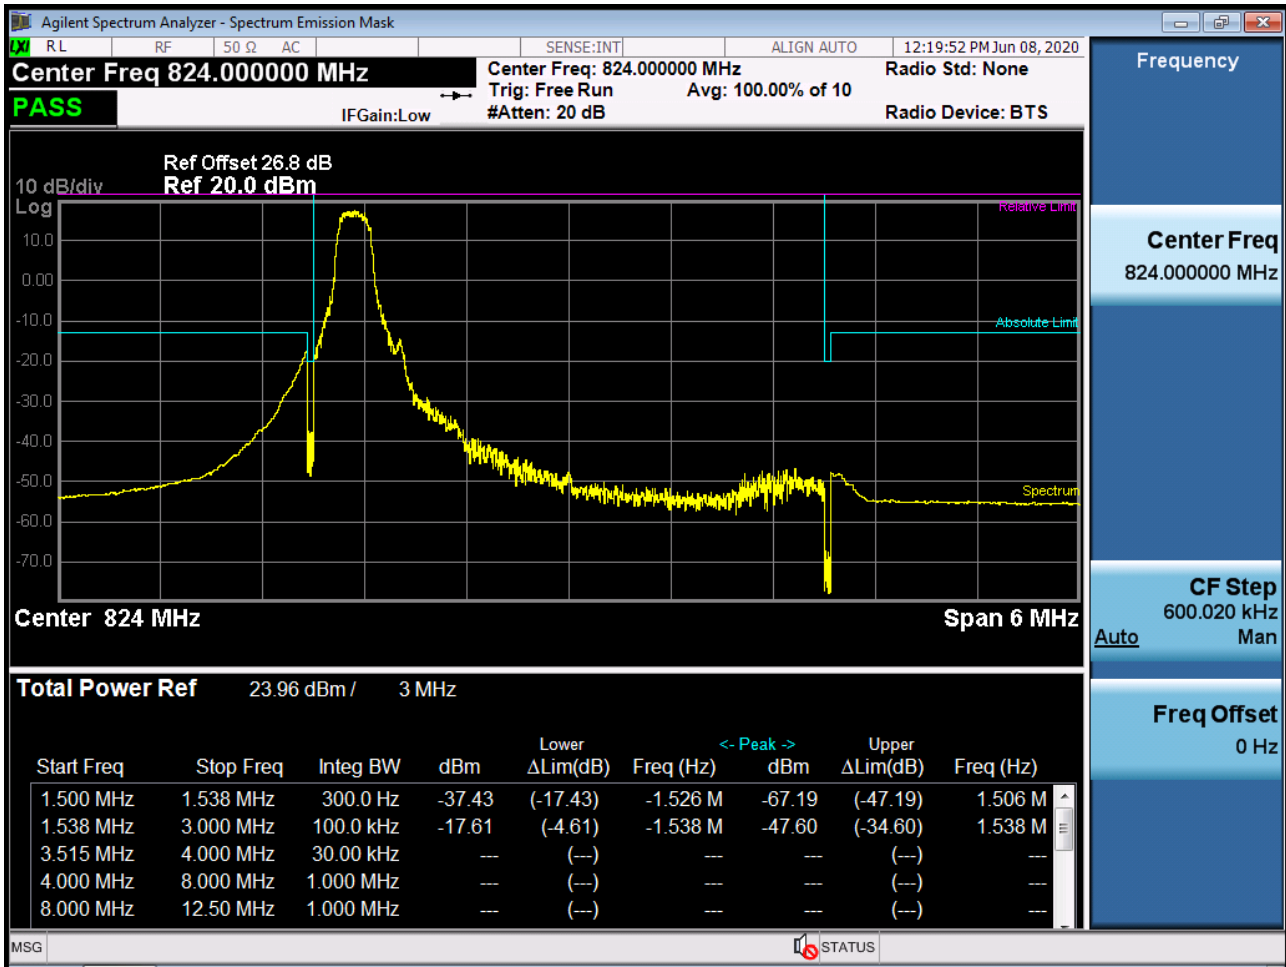 Agilent Spectrum Analyzer - Spectrum Emission Mask
LXI RL RF 50 Ω AC SENSE:INT ALIGN AUTO 12:19:52 PM Jun 08, 2020
Center Freq 824.000000 MHz
Center Freq: 824.000000 MHz Radio Std: None
Trig: Free Run Avg: 100.00% of 10
PASS
IFGain:Low #Atten: 20 dB Radio Device: BTS
Ref Offset 26.8 dB
10 dB/div Ref 20.0 dBm
Log
Relative Limit
10.0
0.00
-10.0
Absolute Limit
-20.0
-30.0
-40.0
-50.0
Spectrum
-60.0
-70.0
Center 824 MHz Span 6 MHz
Total Power Ref 23.96 dBm / 3 MHz
Lower <- Peak -> Upper
Start Freq Stop Freq Integ BW dBm ΔLim(dB) Freq (Hz) dBm ΔLim(dB) Freq (Hz)
1.500 MHz 1.538 MHz 300.0 Hz -37.43 (-17.43) -1.526 M -67.19 (-47.19) 1.506 M
1.538 MHz 3.000 MHz 100.0 kHz -17.61 (-4.61) -1.538 M -47.60 (-34.60) 1.538 M
3.515 MHz 4.000 MHz 30.00 kHz --- (---) --- --- (---) ---
4.000 MHz 8.000 MHz 1.000 MHz --- (---) --- --- (---) ---
8.000 MHz 12.50 MHz 1.000 MHz --- (---) --- --- (---) ---
MSG STATUS
Frequency
Center Freq
824.000000 MHz
CF Step
600.020 kHz
Auto Man
Freq Offset
0 Hz